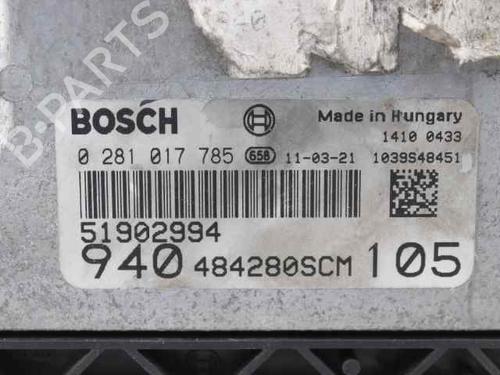 B-PARTS
BOSCH
Made in Hungary
1410 0433
0 281 017 785 658 11-03-21 1039S48451
51902994
940 484280SCM 105